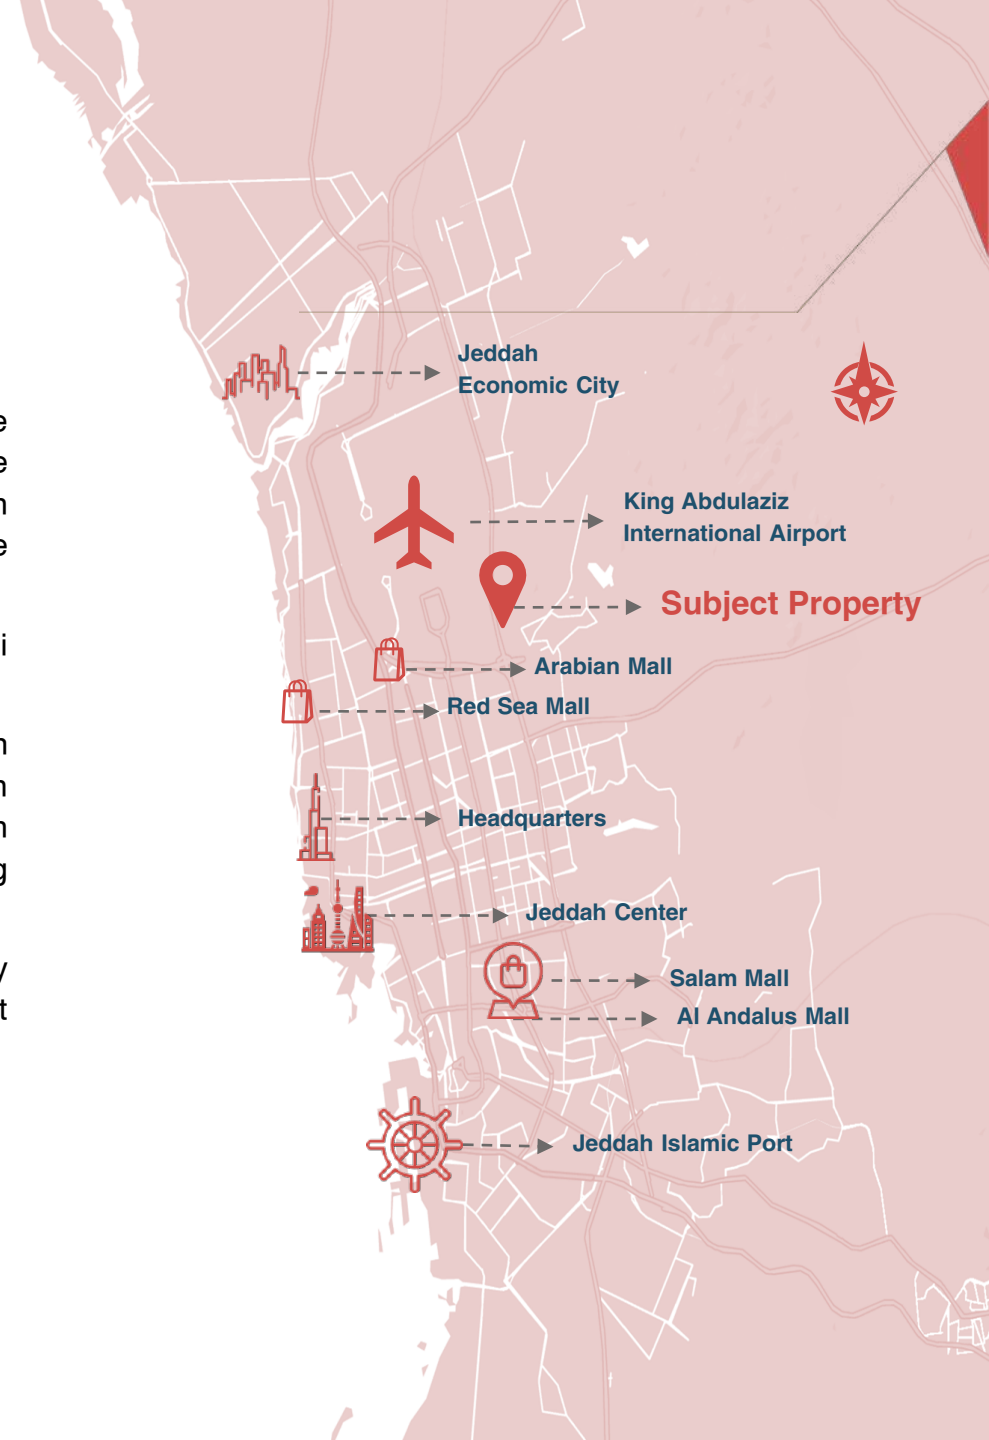 Jeddah
Economic City
King Abdulaziz
International Airport
Subject Property
Arabian Mall
Red Sea Mall
Headquarters
Jeddah Center
Salam Mall
Al Andalus Mall
Jeddah Islamic Port